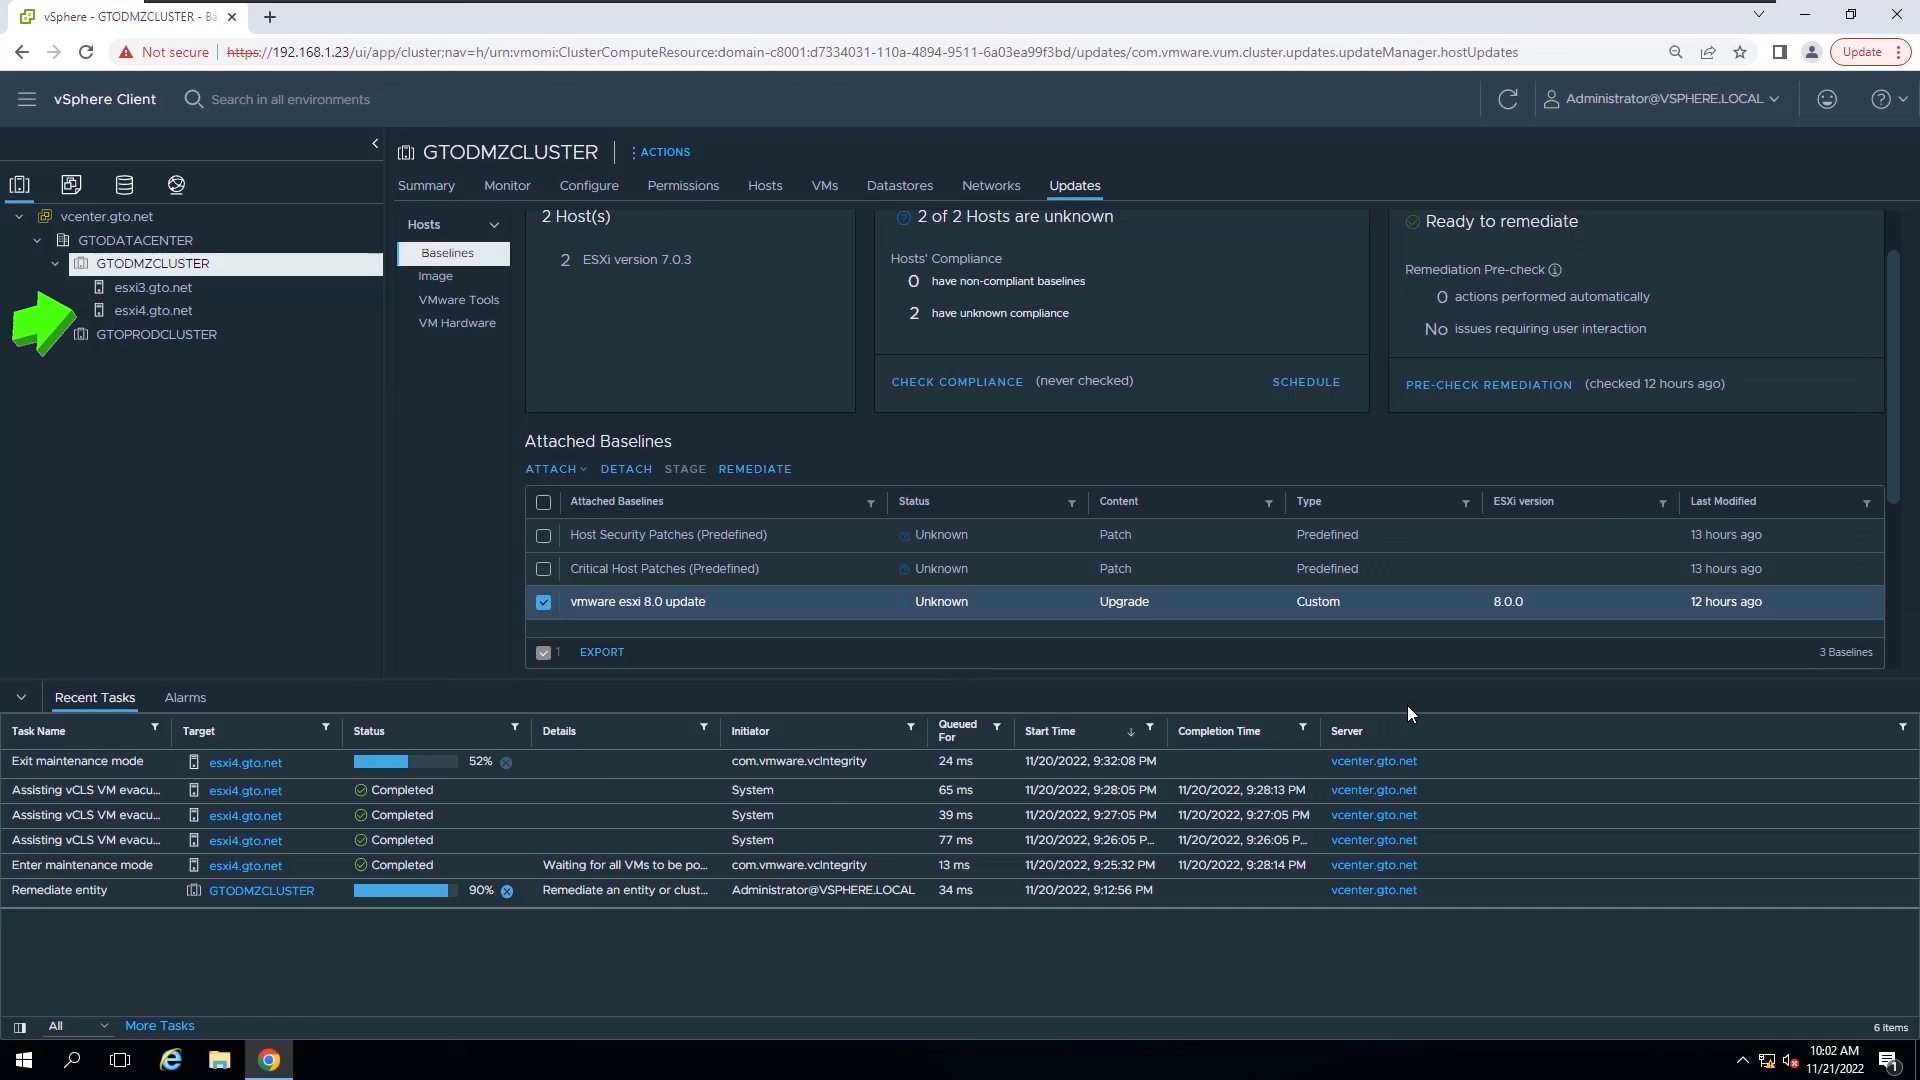 vSphere - GTODMZCLUSTER - Ba
Not secure
https://192.168.1.23/ui/app/cluster;nav=h/urn:vmomi:ClusterComputeResource:domain-c8001:d7334031-110a-4894-9511-6a03ea99f3bd/updates/com.vmware.vum.cluster.updates.updateManager.hostUpdates
Update
vSphere Client
Search in all environments
Administrator@VSPHERE.LOCAL
GTODMZCLUSTER
ACTIONS
Summary Monitor Configure Permissions Hosts VMs Datastores Networks Updates
vcenter.gto.net
GTODATACENTER
GTODMZCLUSTER
esxi3.gto.net
esxi4.gto.net
GTOPRODCLUSTER
Hosts
Baselines
Image
VMware Tools
VM Hardware
2 Host(s)
2 ESXi version 7.0.3
2 of 2 Hosts are unknown
Hosts' Compliance
0 have non-compliant baselines
2 have unknown compliance
CHECK COMPLIANCE (never checked) SCHEDULE
Ready to remediate
Remediation Pre-check
0 actions performed automatically
No issues requiring user interaction
PRE-CHECK REMEDIATION (checked 12 hours ago)
Attached Baselines
ATTACH DETACH STAGE REMEDIATE
Attached Baselines Status Content Type ESXi version Last Modified
Host Security Patches (Predefined) Unknown Patch Predefined 13 hours ago
Critical Host Patches (Predefined) Unknown Patch Predefined 13 hours ago
vmware esxi 8.0 update Unknown Upgrade Custom 8.0.0 12 hours ago
1 EXPORT 3 Baselines
Recent Tasks Alarms
Task Name Target Status Details Initiator Queued For Start Time Completion Time Server
Exit maintenance mode esxi4.gto.net 52% com.vmware.vcIntegrity 24 ms 11/20/2022, 9:32:08 PM vcenter.gto.net
Assisting vCLS VM evacu... esxi4.gto.net Completed System 65 ms 11/20/2022, 9:28:05 PM 11/20/2022, 9:28:13 PM vcenter.gto.net
Assisting vCLS VM evacu... esxi4.gto.net Completed System 39 ms 11/20/2022, 9:27:05 PM 11/20/2022, 9:27:05 PM vcenter.gto.net
Assisting vCLS VM evacu... esxi4.gto.net Completed System 77 ms 11/20/2022, 9:26:05 P... 11/20/2022, 9:26:05 P... vcenter.gto.net
Enter maintenance mode esxi4.gto.net Completed Waiting for all VMs to be po... com.vmware.vcIntegrity 13 ms 11/20/2022, 9:25:32 PM 11/20/2022, 9:28:14 PM vcenter.gto.net
Remediate entity GTODMZCLUSTER 90% Remediate an entity or clust... Administrator@VSPHERE.LOCAL 34 ms 11/20/2022, 9:12:56 PM vcenter.gto.net
All More Tasks 6 items
10:02 AM
11/21/2022
1